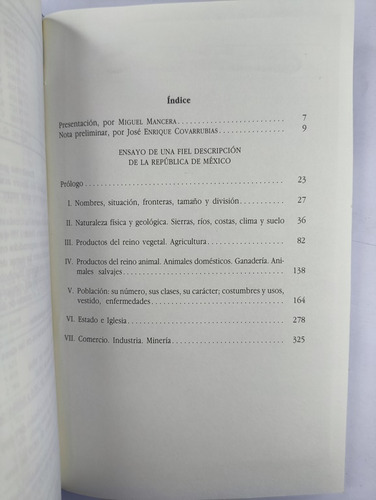 Índice
Presentación, por MIGUEL MANCERA. . . . . . . . . . . . . . . . . . . . . . . . 7
Nota preliminar, por JOSÉ ENRIQUE COVARRUBIAS. . . . . . . . . . . . . . 9
ENSAYO DE UNA FIEL DESCRIPCIÓN
DE LA REPÚBLICA DE MÉXICO
Prólogo . . . . . . . . . . . . . . . . . . . . . . . . . . . . . . . . . . . . . . . . . 23
I. Nombres, situación, fronteras, tamaño y división. . . . . . . . . . . 27
II. Naturaleza física y geológica. Sierras, ríos, costas, clima y suelo 36
III. Productos del reino vegetal. Agricultura . . . . . . . . . . . . . . . . . 82
IV. Productos del reino animal. Animales domésticos. Ganadería. Ani-
males salvajes . . . . . . . . . . . . . . . . . . . . . . . . . . . . . . . . . 138
V. Población: su número, sus clases, su carácter; costumbres y usos,
vestido, enfermedades . . . . . . . . . . . . . . . . . . . . . . . . . . . 164
VI. Estado e Iglesia . . . . . . . . . . . . . . . . . . . . . . . . . . . . . . . . 278
VII. Comercio. Industria. Minería . . . . . . . . . . . . . . . . . . . . . . . 325